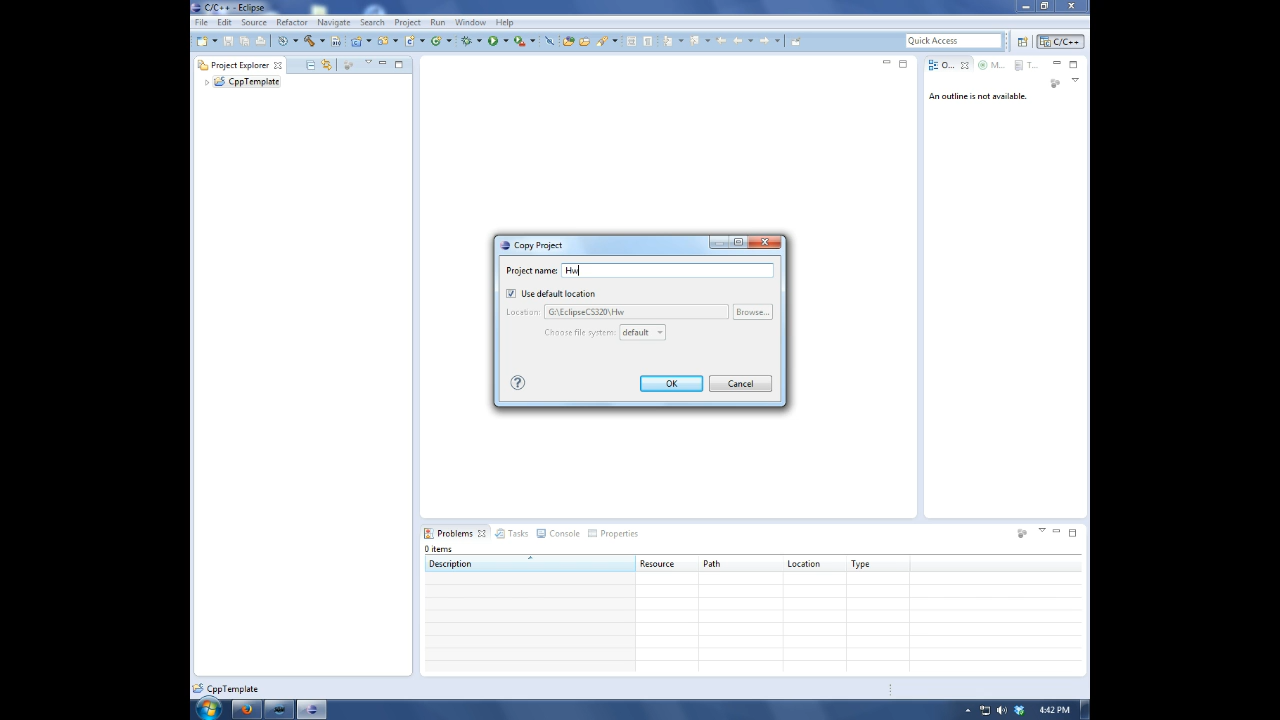 C/C++ - Eclipse
File Edit Source Refactor Navigate Search Project Run Window Help
Quick Access
C/C++
Project Explorer
CppTemplate
O...
M...
T...
An outline is not available.
Copy Project
Project name: Hw
Use default location
Location: G:\EclipseCS320\Hw Browse...
Choose file system: default
? OK Cancel
Problems Tasks Console Properties
0 items
Description Resource Path Location Type
CppTemplate
4:42 PM